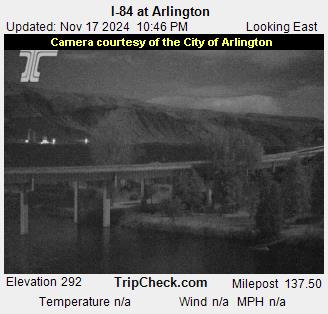 I-84 at Arlington
Updated: Nov 17 2024 10:46 PM Looking East
Camera courtesy of the City of Arlington
Elevation 292 TripCheck.com Milepost 137.50
Temperature n/a Wind n/a MPH n/a